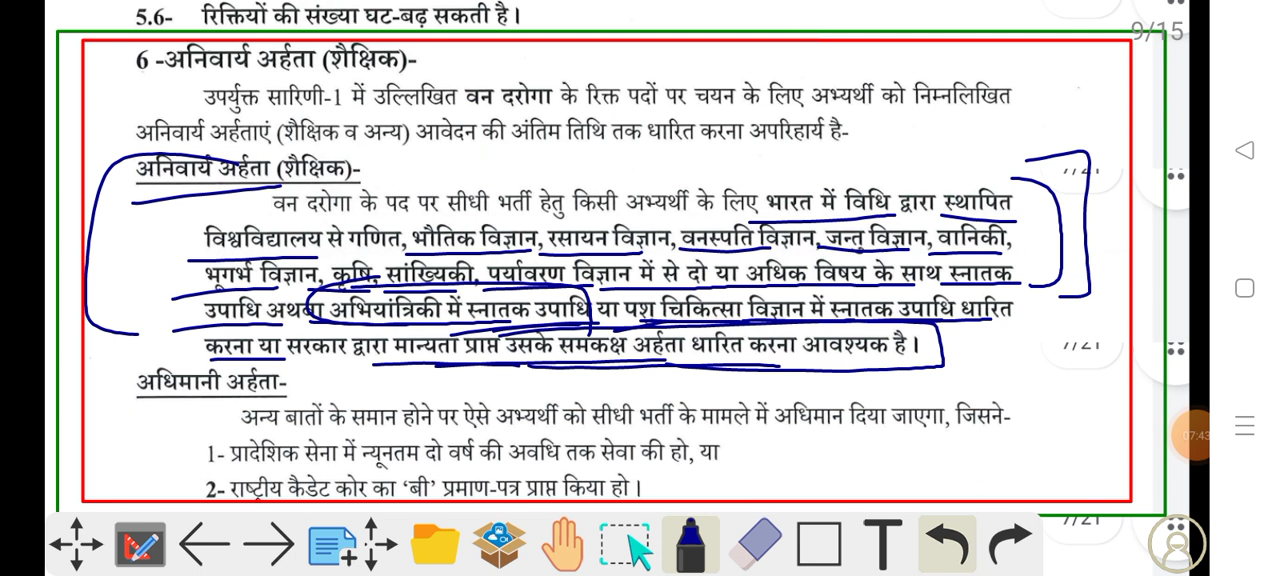 5.6- रिक्तियों की संख्या घट-बढ़ सकती है।
9/15
6 -अनिवार्य अर्हता (शैक्षिक)-
उपर्युक्त सारिणी-1 में उल्लिखित वन दरोगा के रिक्त पदों पर चयन के लिए अभ्यर्थी को निम्नलिखित
अनिवार्य अर्हताएं (शैक्षिक व अन्य) आवेदन की अंतिम तिथि तक धारित करना अपरिहार्य है-
अनिवार्य अर्हता (शैक्षिक)-
वन दरोगा के पद पर सीधी भर्ती हेतु किसी अभ्यर्थी के लिए भारत में विधि द्वारा स्थापित
विश्वविद्यालय से गणित, भौतिक विज्ञान, रसायन विज्ञान, वनस्पति विज्ञान, जन्तु विज्ञान, वानिकी,
भूगर्भ विज्ञान, कृषि, सांख्यिकी, पर्यावरण विज्ञान में से दो या अधिक विषय के साथ स्नातक
उपाधि अथवा अभियांत्रिकी में स्नातक उपाधि या पशु चिकित्सा विज्ञान में स्नातक उपाधि धारित
करना या सरकार द्वारा मान्यता प्राप्त उसके समकक्ष अर्हता धारित करना आवश्यक है।
अधिमानी अर्हता-
अन्य बातों के समान होने पर ऐसे अभ्यर्थी को सीधी भर्ती के मामले में अधिमान दिया जाएगा, जिसने-
1- प्रादेशिक सेना में न्यूनतम दो वर्ष की अवधि तक सेवा की हो, या
2- राष्ट्रीय कैडेट कोर का ‘बी’ प्रमाण-पत्र प्राप्त किया हो।
07:43
T